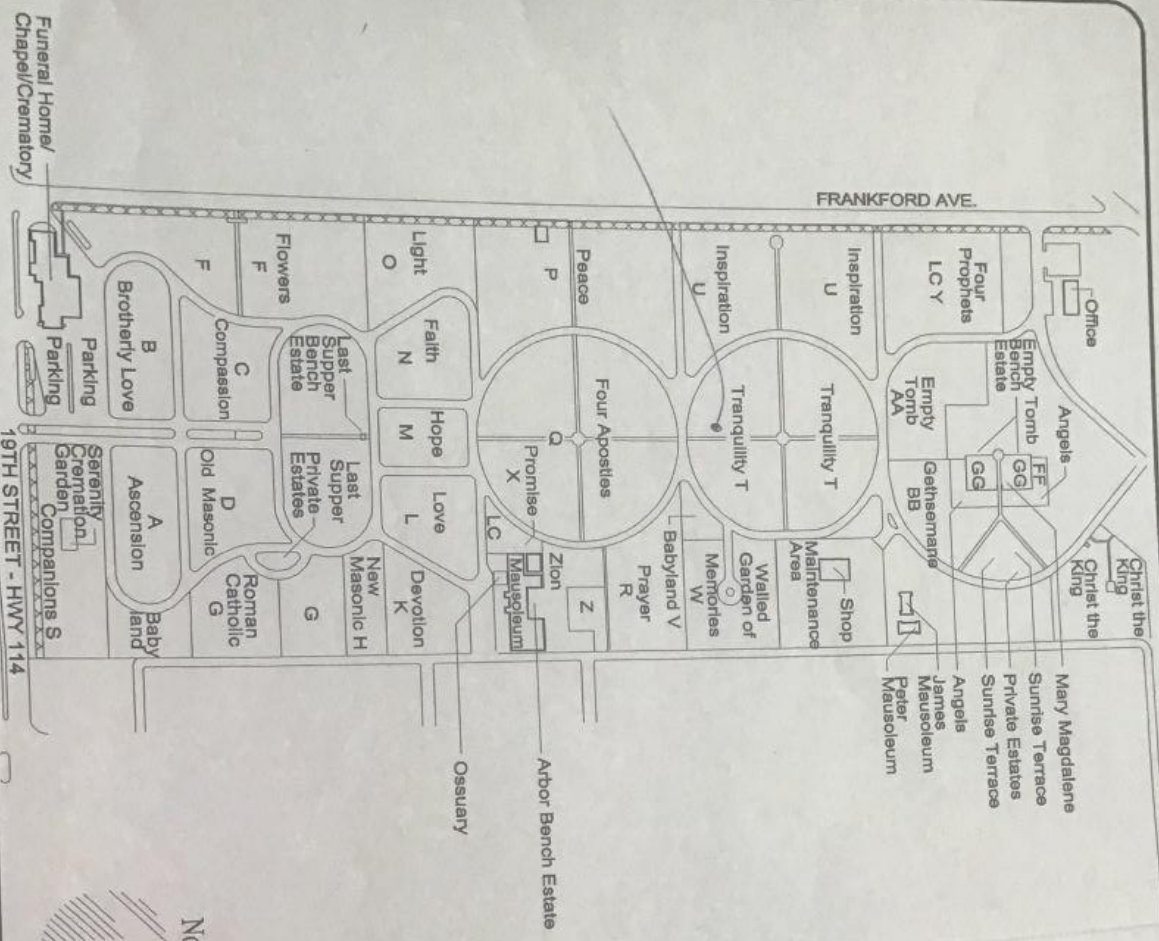 Funeral Home/
Chapel/Crematory
FRANKFORD AVE.
Office
Four
Prophets
LC Y
Empty Tomb
Bench
Estate
Angels
Empty
Tomb
AA
GG
GG
FF
Gethsemane
BB
Christ the
King
Christ the
King
Mary Magdalene
Sunrise Terrace
Private Estates
Sunrise Terrace
Angels
James
Mausoleum
Peter
Mausoleum
Inspiration
U
Inspiration
U
Tranquility T
Tranquility T
Shop
Maintenance
Area
Walled
Garden of
Memories
W
Babyland V
Prayer
R
Peace
P
Four Apostles
Q
Promise
X
Zion
Z
LC
Mausoleum
Arbor Bench Estate
Ossuary
Light
O
Faith
N
Hope
M
Love
L
Devotion
K
Flowers
F
F
Last
Supper
Bench
Estate
Last
Supper
Private
Estates
New
Masonic H
G
Roman
Catholic
G
C
Compassion
D
Old Masonic
B
Brotherly Love
A
Ascension
Baby
land
Parking
Parking
Serenity
Cremation
Garden
Companions S
19TH STREET - HWY 114